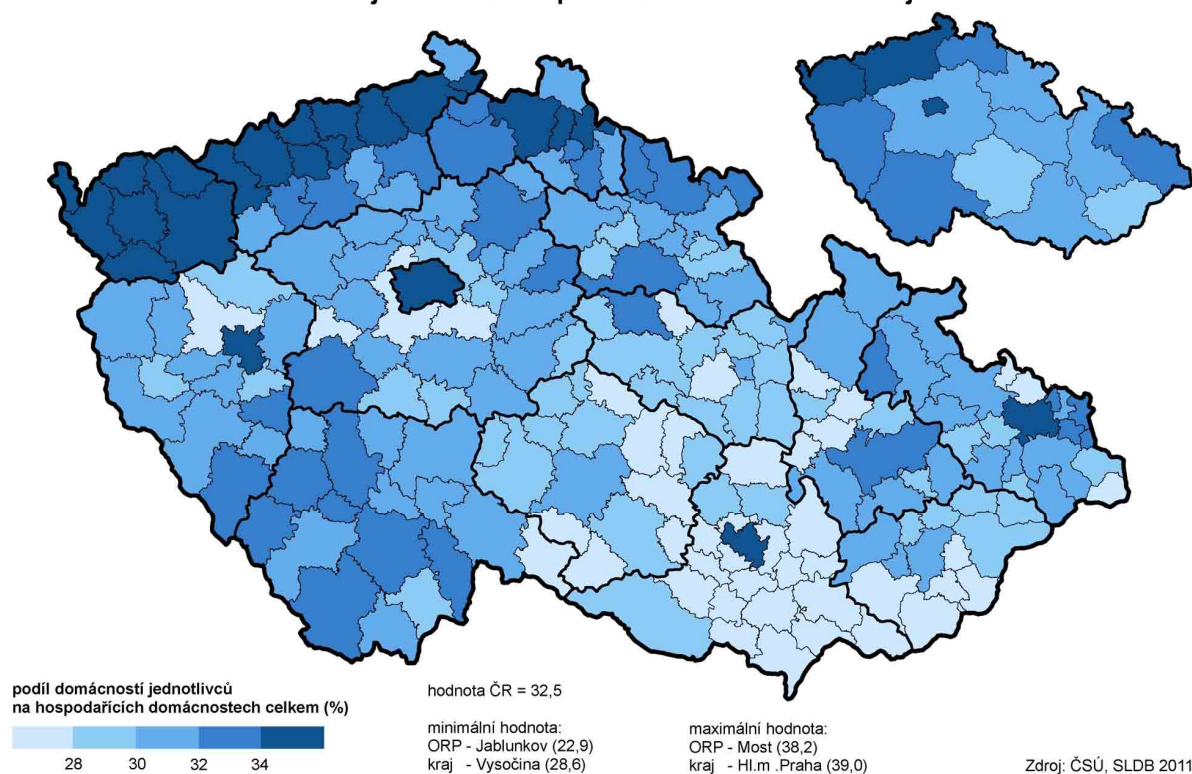 podíl domácností jednotlivců
na hospodařících domácnostech celkem (%)
28 30 32 34
hodnota ČR = 32,5
minimální hodnota:
ORP - Jablunkov (22,9)
kraj - Vysočina (28,6)
maximální hodnota:
ORP - Most (38,2)
kraj - Hl.m .Praha (39,0)
Zdroj: ČSÚ, SLDB 2011